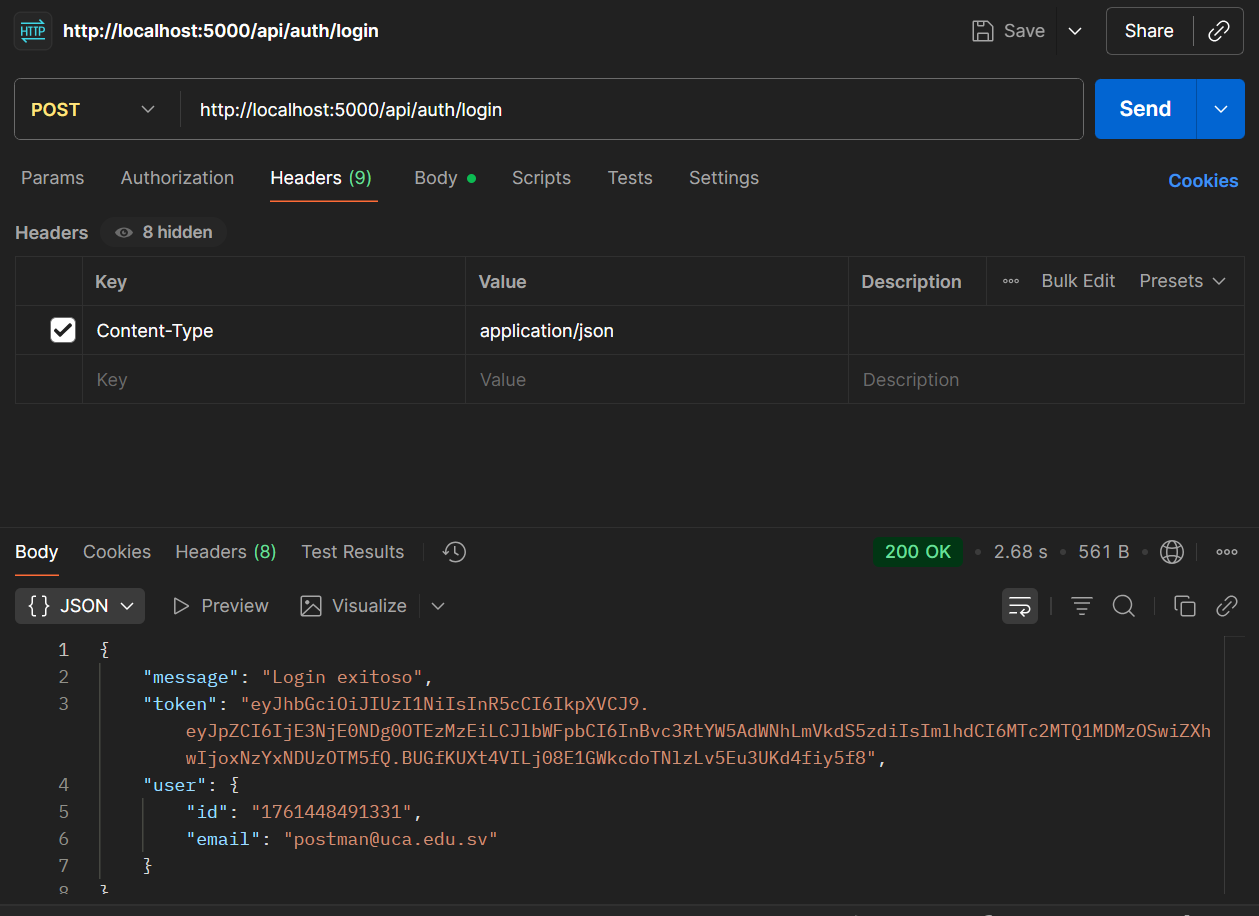 HTTP http://localhost:5000/api/auth/login Save Share
POST http://localhost:5000/api/auth/login Send
Params Authorization Headers (9) Body Scripts Tests Settings Cookies
Headers 8 hidden
Key Value Description Bulk Edit Presets
Content-Type application/json
Key Value Description
Body Cookies Headers (8) Test Results 200 OK 2.68 s 561 B
{} JSON Preview Visualize
1 {
2 "message": "Login exitoso",
3 "token": "eyJhbGciOiJIUzI1NiIsInR5cCI6IkpXVCJ9.
eyJpZCI6IjE3NjE0NDg0OTEzMzEiLCJlbWFpbCI6InBvc3RtYW5AdWNhLmVkdS5zdiIsImlhdCI6MTc2MTQ1MDMzOSwiZXh
wIjoxNzYxNDUzOTM5fQ.BUGfKUXt4VILj08E1GWkcdoTNlzLv5Eu3UKd4fiy5f8",
4 "user": {
5 "id": "1761448491331",
6 "email": "postman@uca.edu.sv"
7 }
8 }